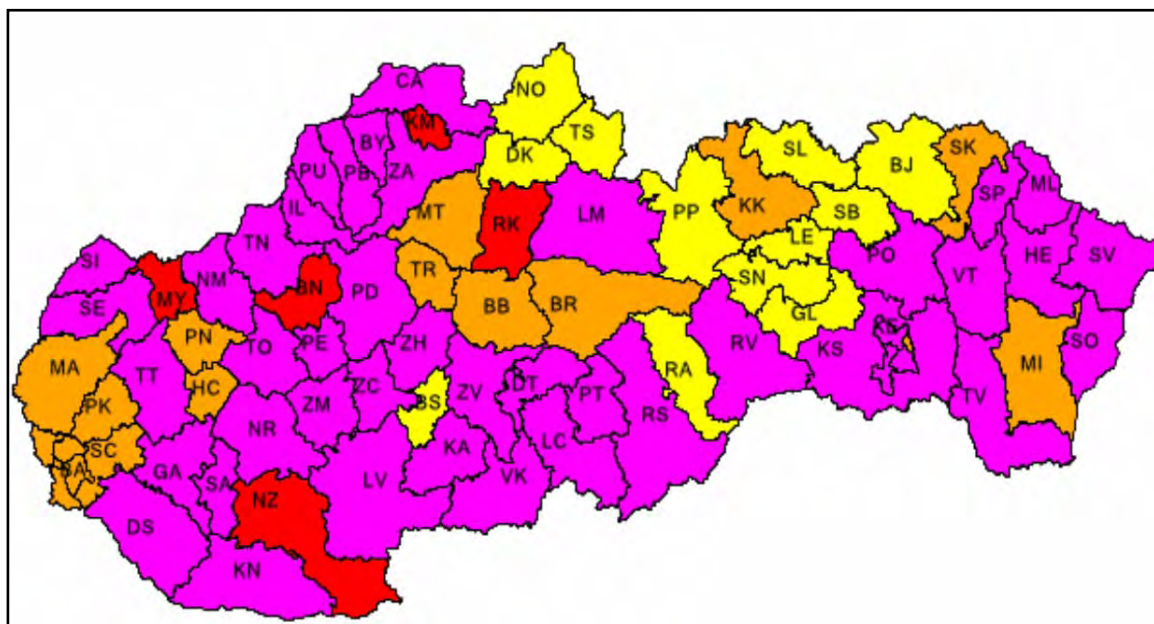 CA
NO
KM
TS
BY
DK
SL
BJ
SK
PU
PB
ZA
SP
ML
IL
MT
RK
LM
PP
KK
SB
TN
LE
PO
HE
SV
SI
NM
TR
SN
VT
MY
BN
PD
BB
BR
GL
SE
PN
TO
PE
ZH
RV
KS
KE
SO
MA
TT
HC
ZC
BS
ZV
DT
PT
RA
MI
PK
ZM
RS
TV
SC
NR
KA
LC
BA
GA
SA
LV
VK
NZ
DS
KN